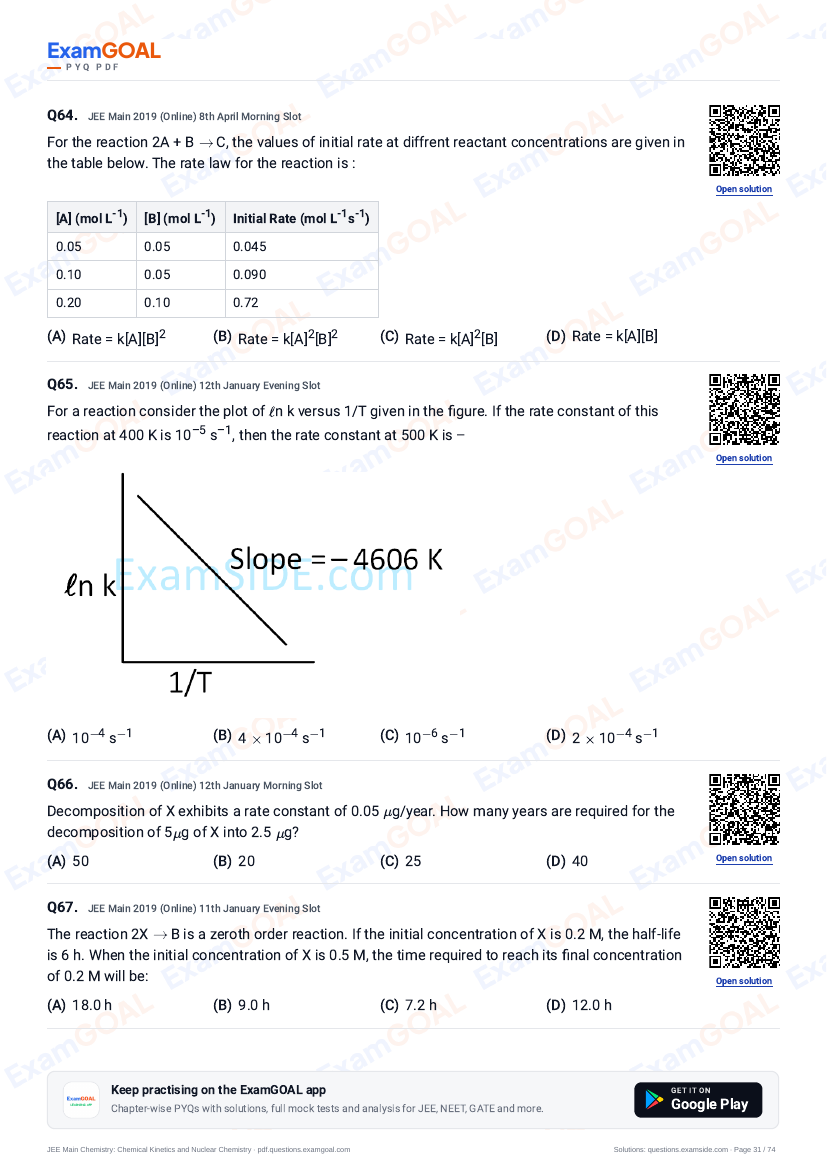 ExamGOAL
PYQ PDF
Q64. JEE Main 2019 (Online) 8th April Morning Slot
For the reaction 2A + B → C, the values of initial rate at diffrent reactant concentrations are given in
the table below. The rate law for the reaction is :
Open solution
[A] (mol L⁻¹) [B] (mol L⁻¹) Initial Rate (mol L⁻¹s⁻¹)
0.05 0.05 0.045
0.10 0.05 0.090
0.20 0.10 0.72
(A) Rate = k[A][B]² (B) Rate = k[A]²[B]² (C) Rate = k[A]²[B] (D) Rate = k[A][B]
Q65. JEE Main 2019 (Online) 12th January Evening Slot
For a reaction consider the plot of ℓn k versus 1/T given in the figure. If the rate constant of this
reaction at 400 K is 10⁻⁵ s⁻¹, then the rate constant at 500 K is –
Open solution
Slope = – 4606 K
ExamSIDE.com
ℓn k
1/T
(A) 10⁻⁴ s⁻¹ (B) 4 × 10⁻⁴ s⁻¹ (C) 10⁻⁶ s⁻¹ (D) 2 × 10⁻⁴ s⁻¹
Q66. JEE Main 2019 (Online) 12th January Morning Slot
Decomposition of X exhibits a rate constant of 0.05 μg/year. How many years are required for the
decomposition of 5μg of X into 2.5 μg?
Open solution
(A) 50 (B) 20 (C) 25 (D) 40
Q67. JEE Main 2019 (Online) 11th January Evening Slot
The reaction 2X → B is a zeroth order reaction. If the initial concentration of X is 0.2 M, the half-life
is 6 h. When the initial concentration of X is 0.5 M, the time required to reach its final concentration
of 0.2 M will be:
Open solution
(A) 18.0 h (B) 9.0 h (C) 7.2 h (D) 12.0 h
ExamGOAL
Keep practising on the ExamGOAL app
Chapter-wise PYQs with solutions, full mock tests and analysis for JEE, NEET, GATE and more.
GET IT ON
Google Play
JEE Main Chemistry: Chemical Kinetics and Nuclear Chemistry · pdf.questions.examgoal.com
Solutions: questions.examside.com · Page 31 / 74